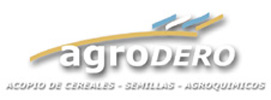 agroDERO
ACOPIO DE CEREALES - SEMILLAS - AGROQUIMICOS